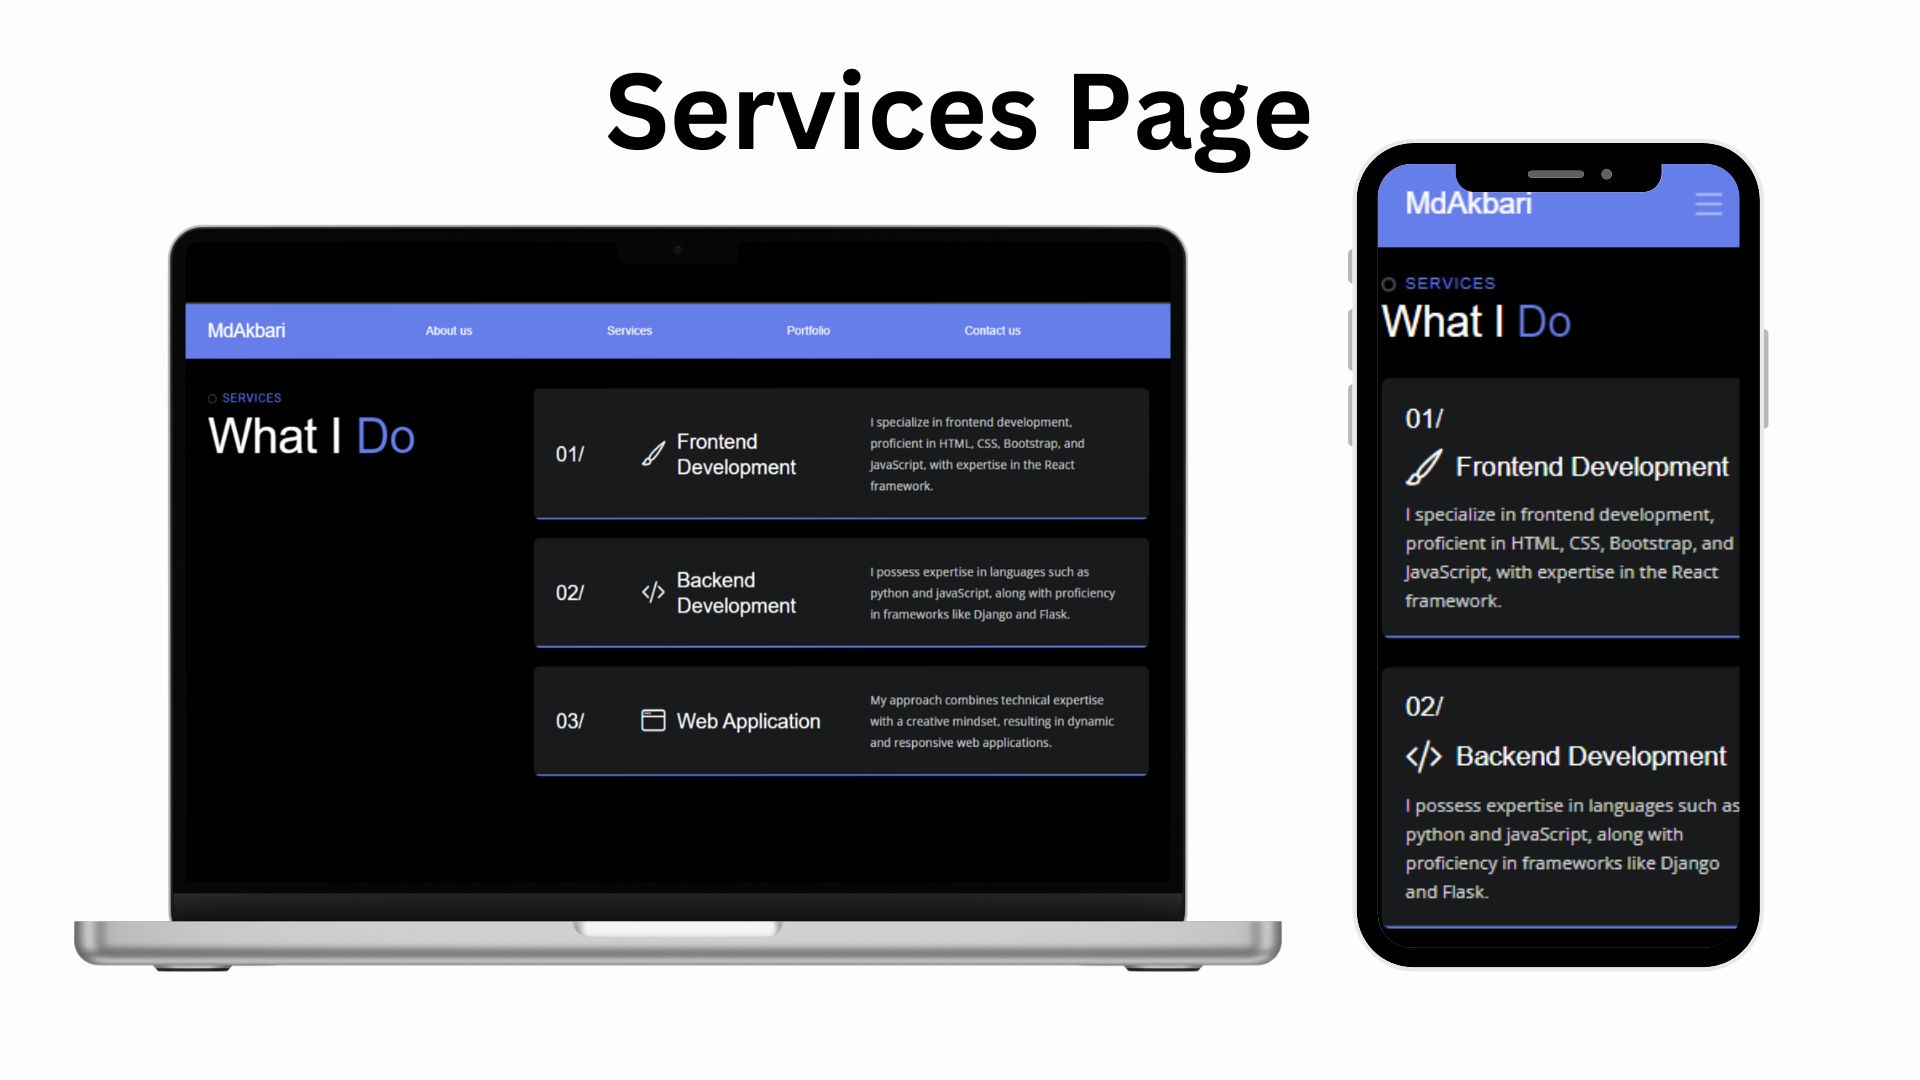 Services Page
MdAkbari
About us
Services
Portfolio
Contact us
SERVICES
What I Do
01/
Frontend
Development
I specialize in frontend development,
proficient in HTML, CSS, Bootstrap, and
JavaScript, with expertise in the React
framework.
02/
</>
Backend
Development
I possess expertise in languages such as
python and javaScript, along with proficiency
in frameworks like Django and Flask.
03/
Web Application
My approach combines technical expertise
with a creative mindset, resulting in dynamic
and responsive web applications.
MdAkbari
SERVICES
What I Do
01/
Frontend Development
I specialize in frontend development,
proficient in HTML, CSS, Bootstrap, and
JavaScript, with expertise in the React
framework.
02/
</> Backend Development
I possess expertise in languages such as
python and javaScript, along with
proficiency in frameworks like Django
and Flask.